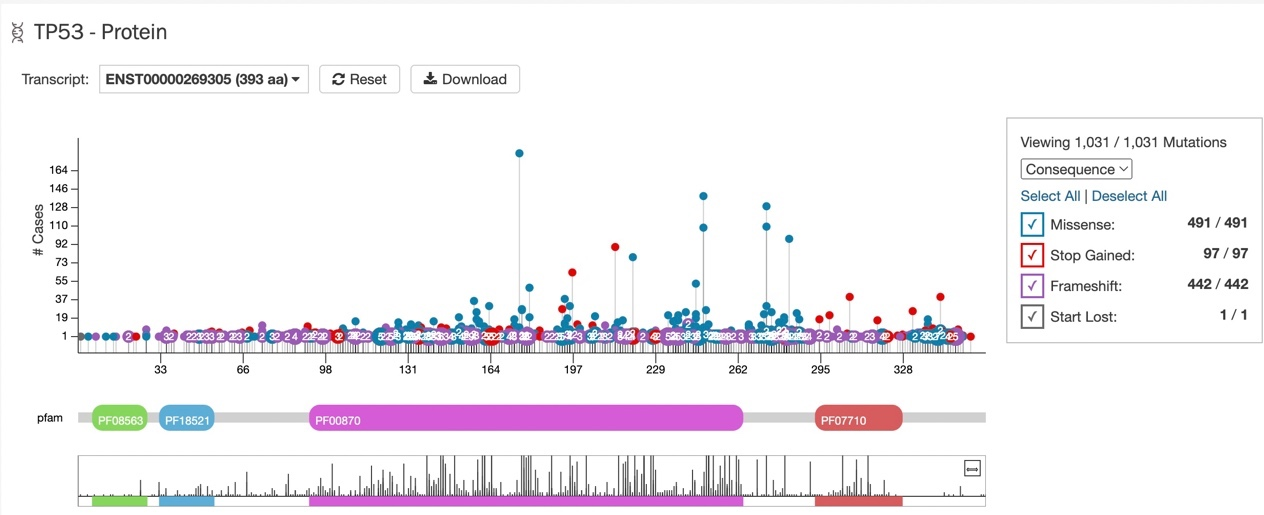 TP53 - Protein
Transcript: ENST00000269305 (393 aa) Reset Download
Viewing 1,031 / 1,031 Mutations
Consequence
Select All | Deselect All
Missense: 491 / 491
Stop Gained: 97 / 97
Frameshift: 442 / 442
Start Lost: 1 / 1
# Cases
164
146
128
110
92
73
55
37
19
1
33 66 98 131 164 197 229 262 295 328
pfam PF08563 PF18521 PF00870 PF07710